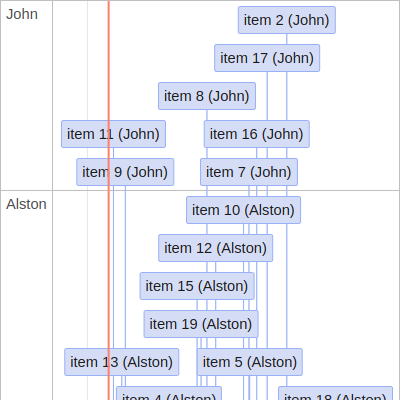 John
item 2 (John)
item 17 (John)
item 8 (John)
item 11 (John)
item 16 (John)
item 9 (John)
item 7 (John)
Alston
item 10 (Alston)
item 12 (Alston)
item 15 (Alston)
item 19 (Alston)
item 13 (Alston)
item 5 (Alston)
item 4 (Alston)
item 18 (Alston)